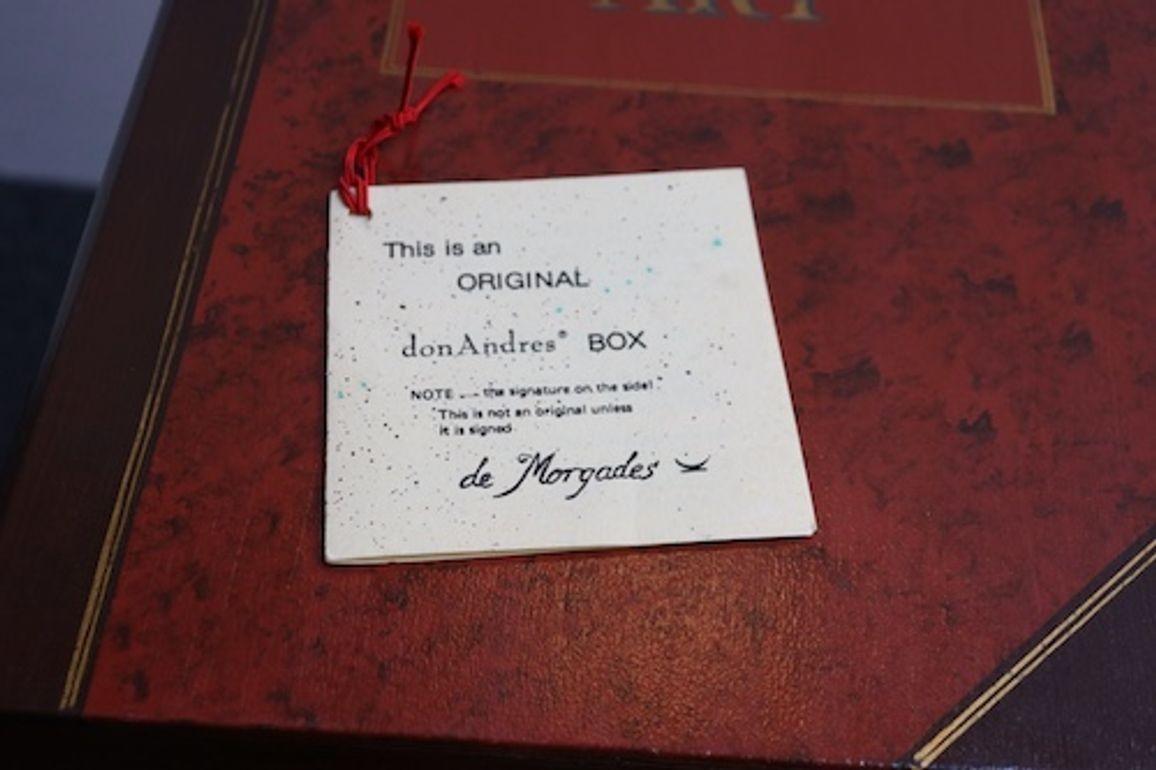 ART
This is an
ORIGINAL
donAndres® BOX
NOTE -- the signature on the side!
This is not an original unless
it is signed
de Morgades